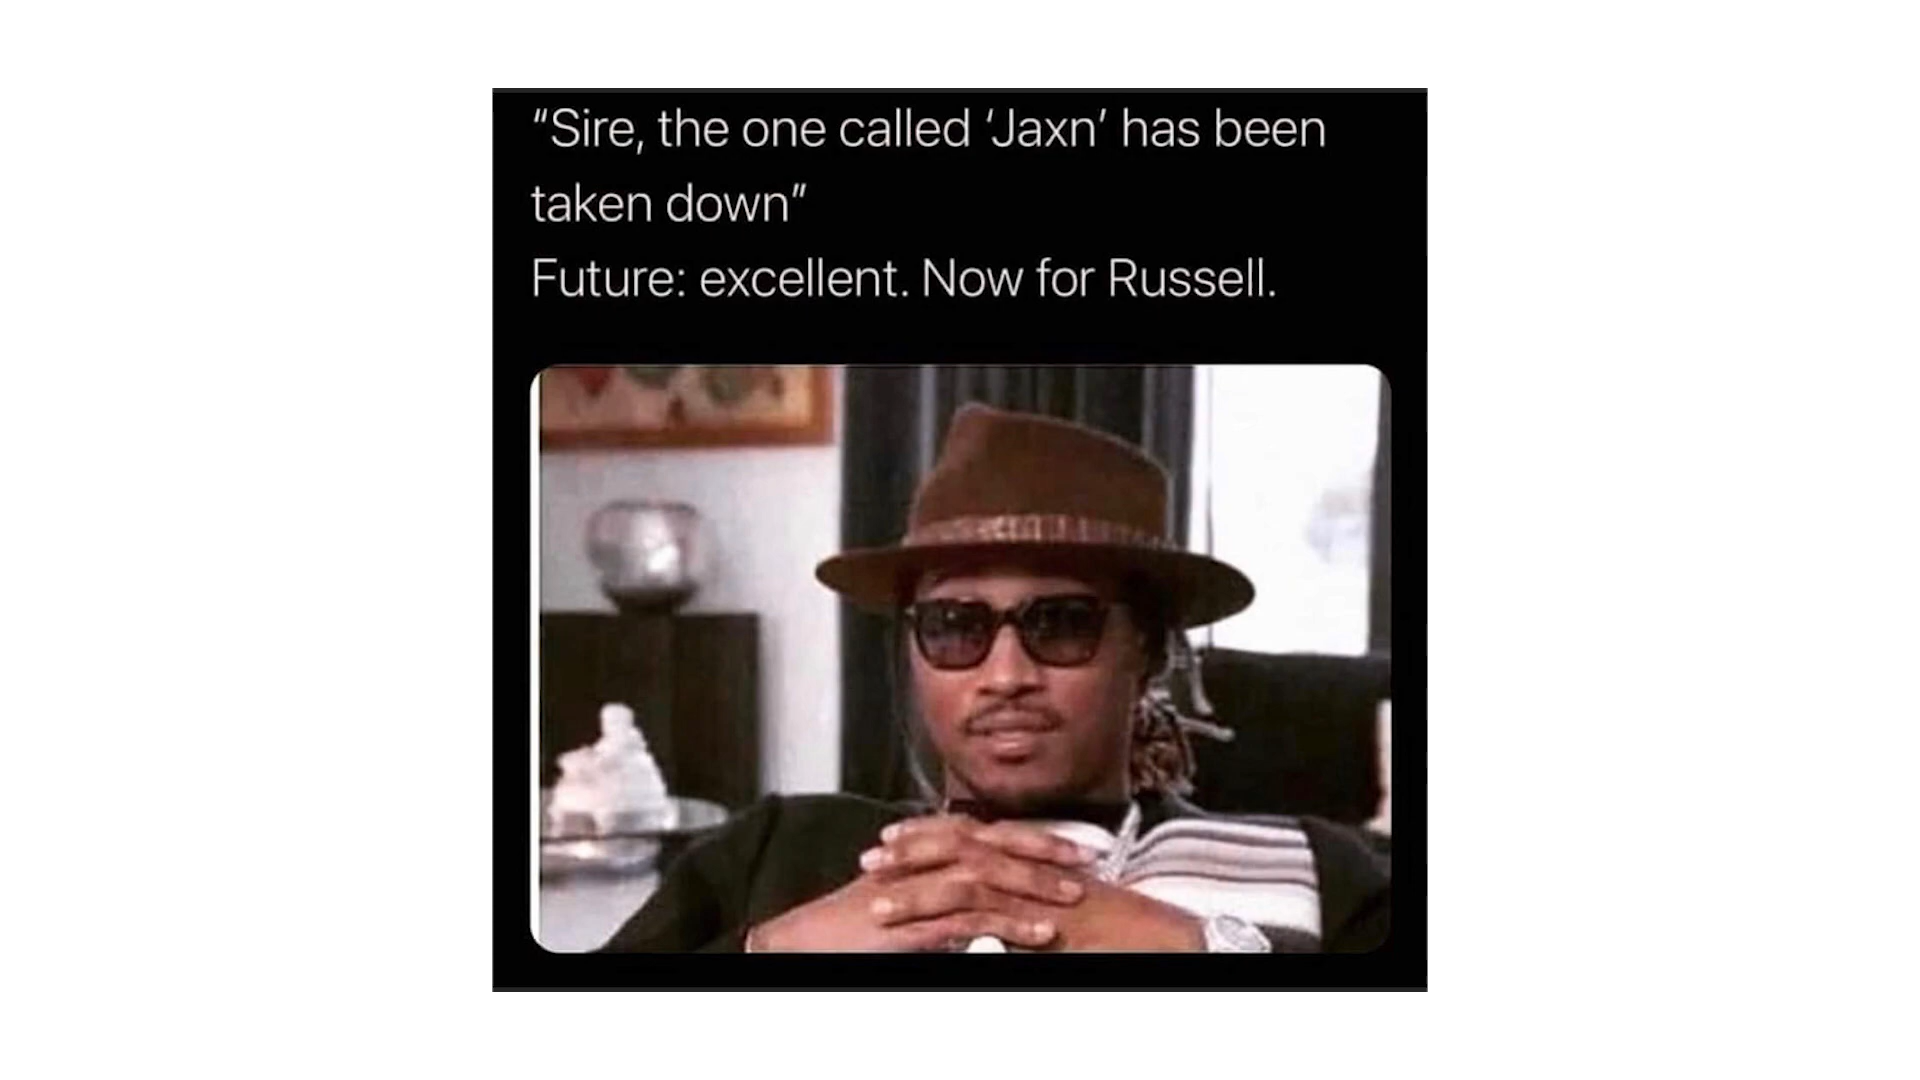 “Sire, the one called ‘Jaxn’ has been
taken down”
Future: excellent. Now for Russell.